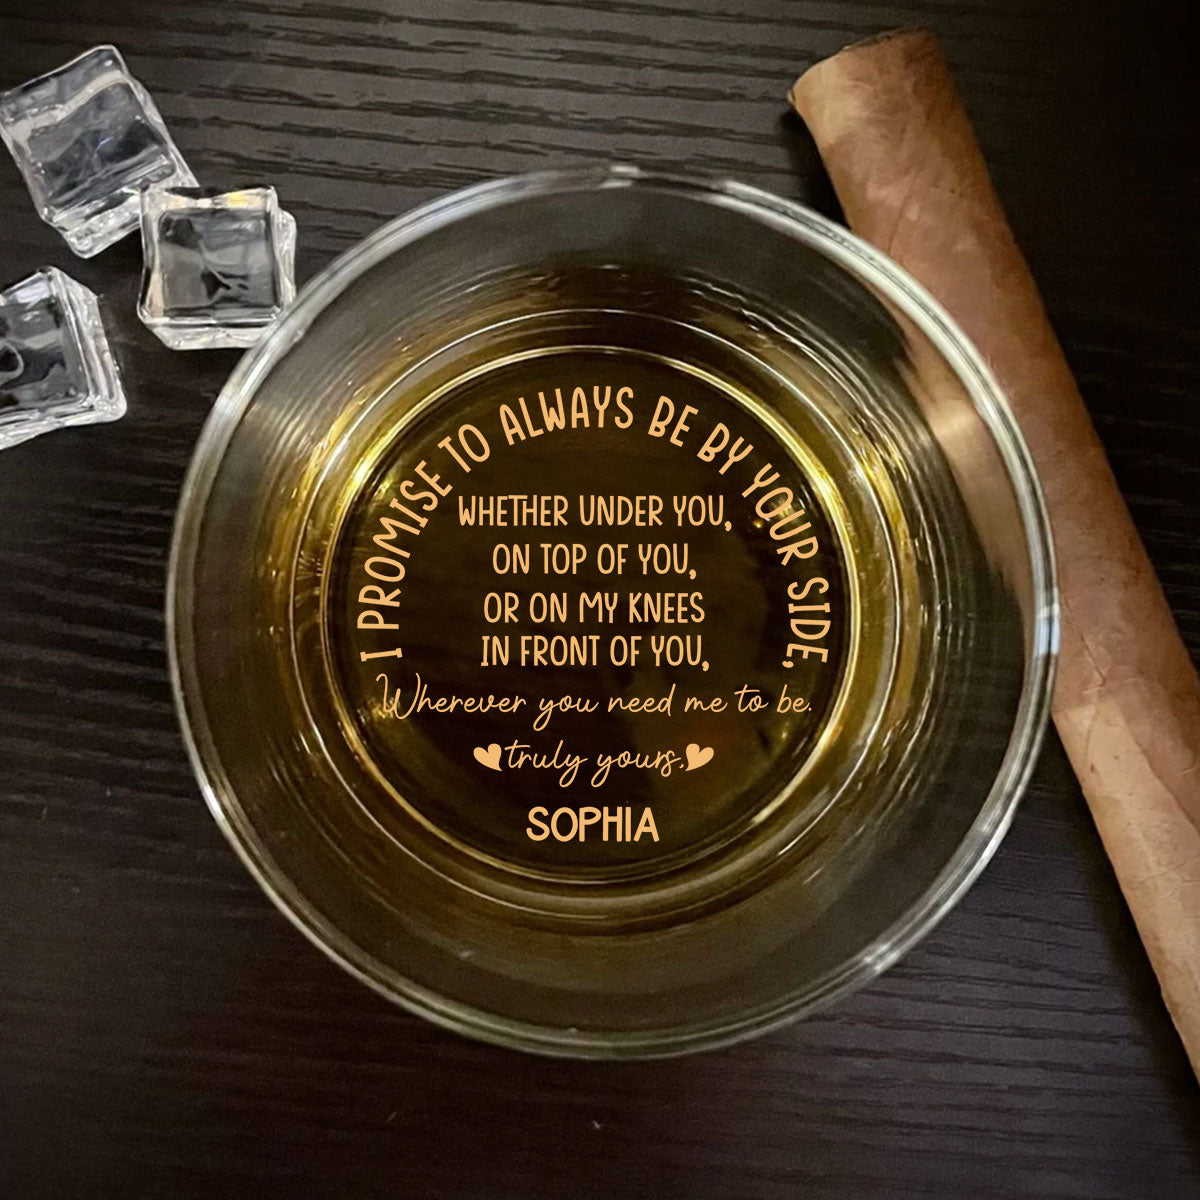 I PROMISE TO ALWAYS BE BY YOUR SIDE,
WHETHER UNDER YOU,
ON TOP OF YOU,
OR ON MY KNEES
IN FRONT OF YOU,
Wherever you need me to be.
truly yours,
SOPHIA